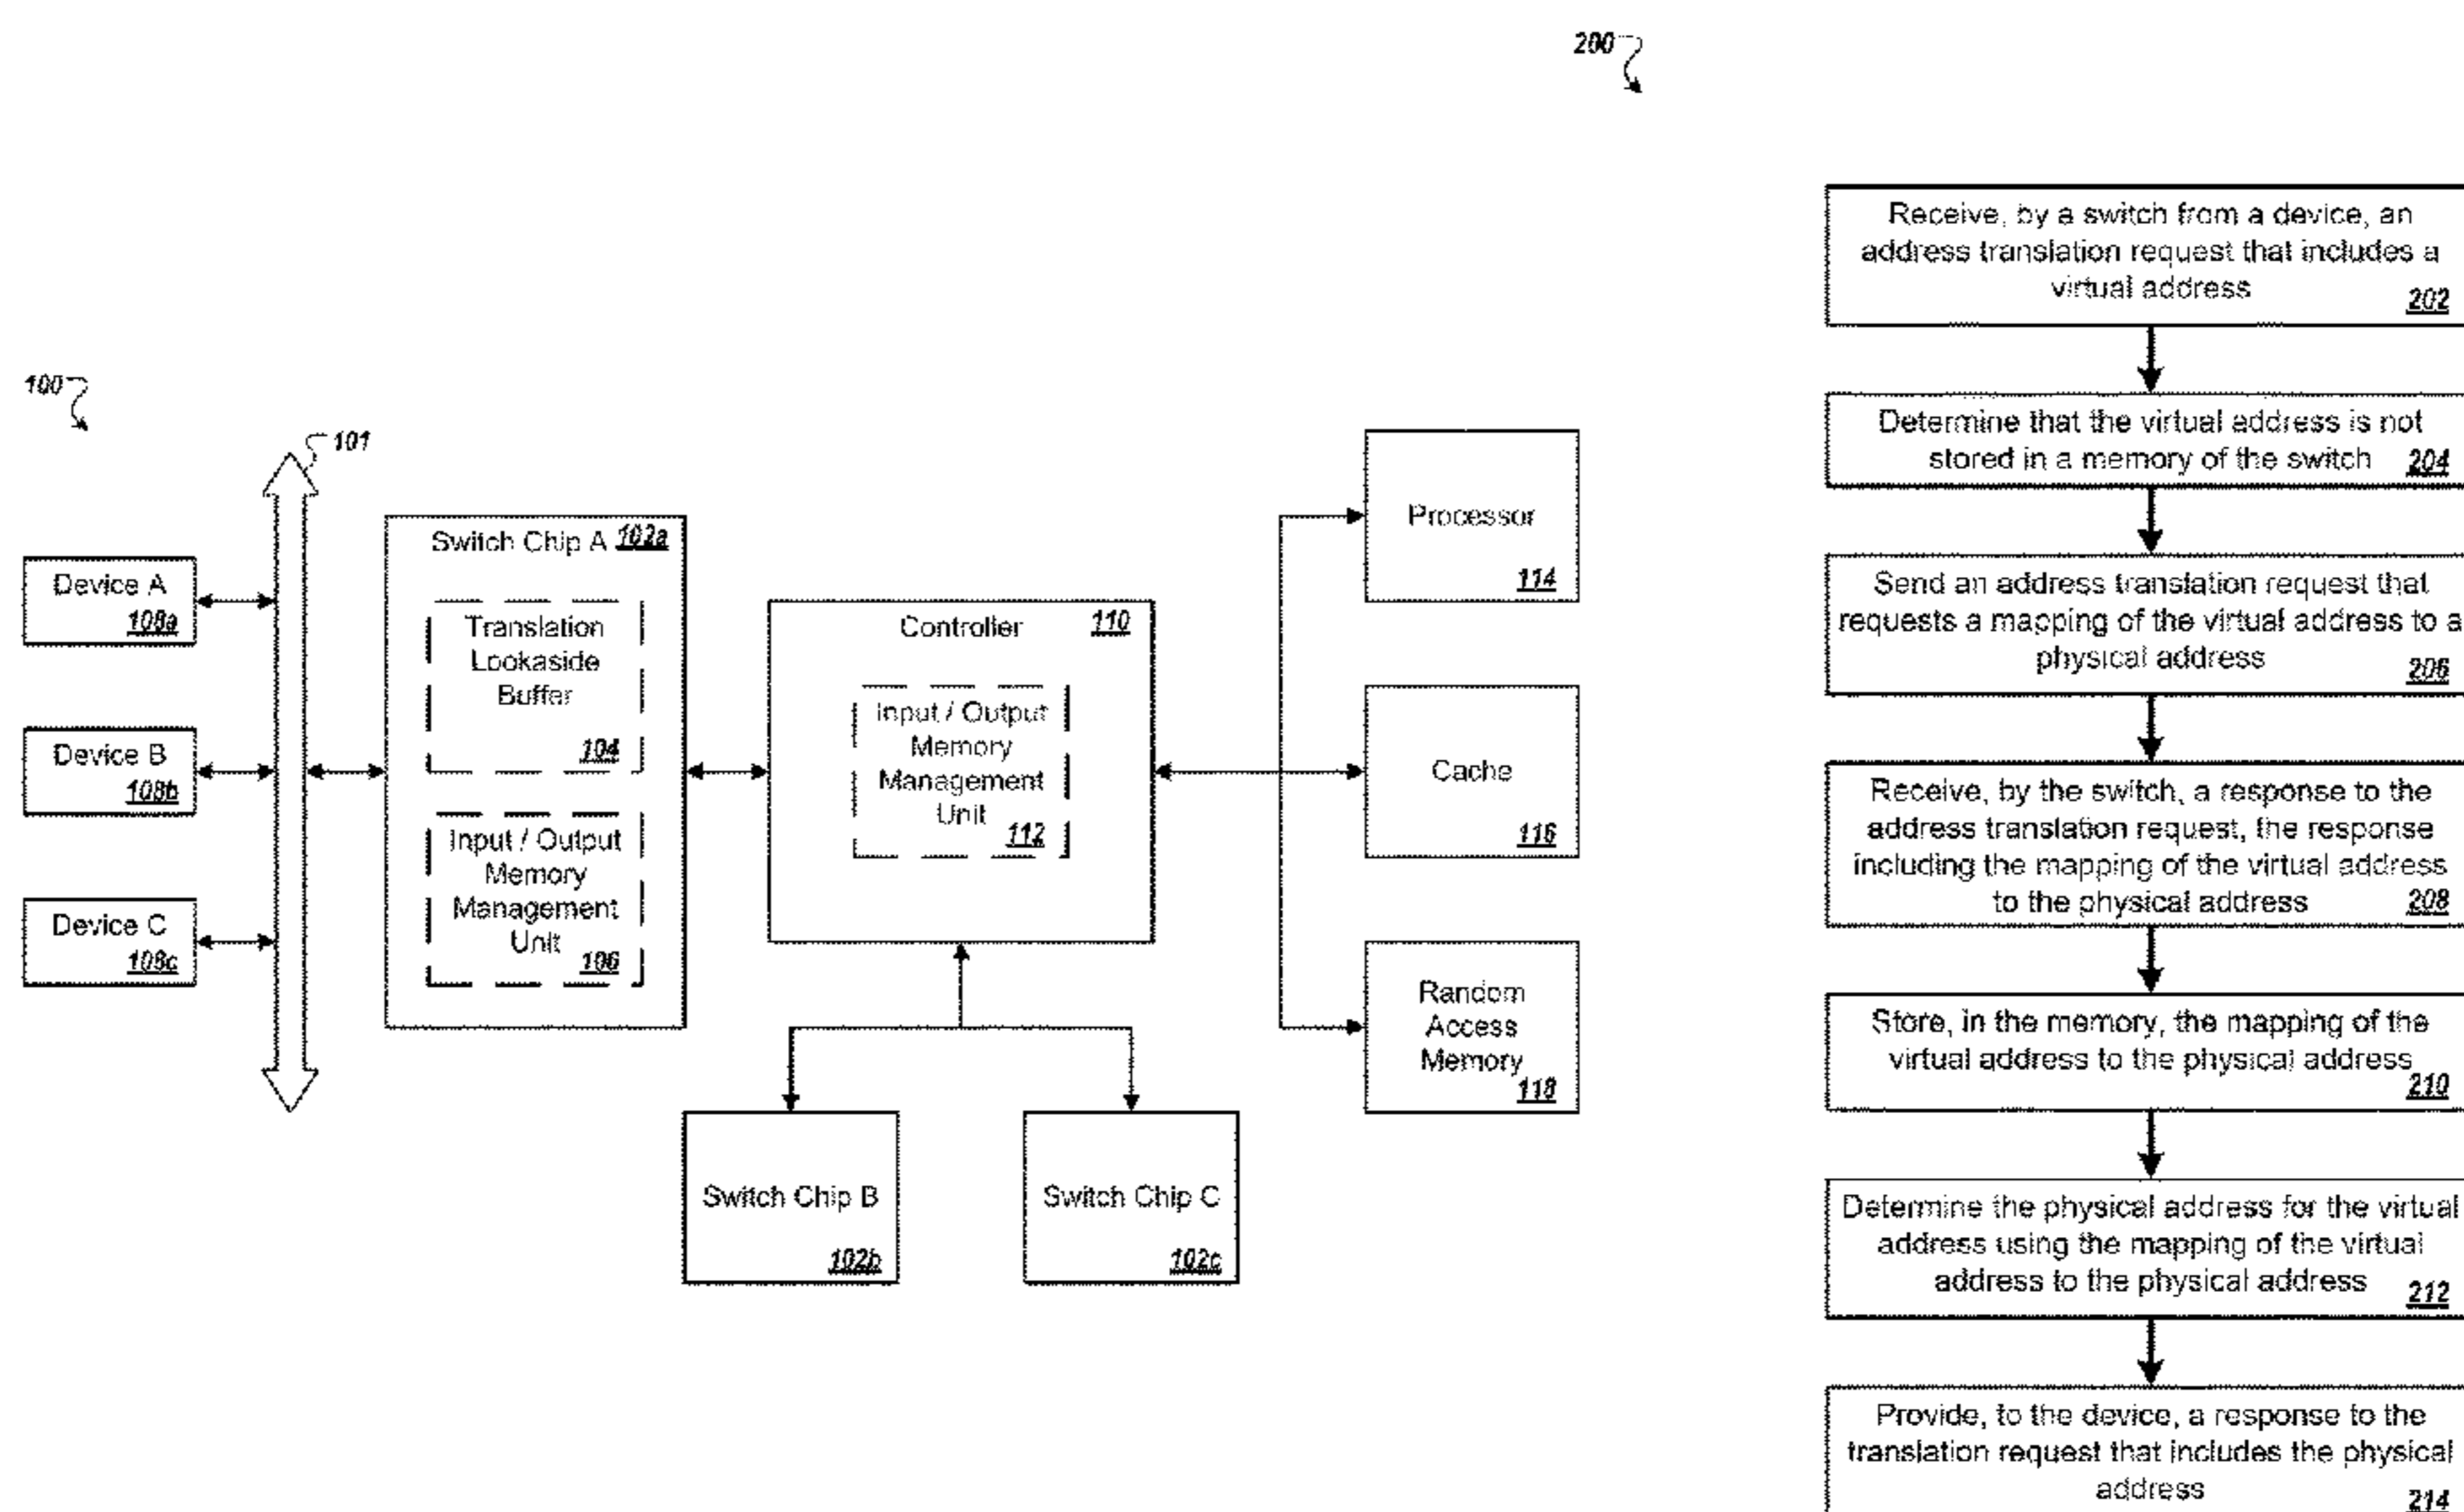 100
101
Device A
108a
Device B
108b
Device C
108c
Switch Chip A 102a
Translation
Lookaside
Buffer
104
Input / Output
Memory
Management
Unit
106
Controller 110
Input / Output
Memory
Management
Unit
112
Processor
114
Cache
116
Random
Access
Memory
118
Switch Chip B
102b
Switch Chip C
102c
200
Receive, by a switch from a device, an
address translation request that includes a
virtual address
202
Determine that the virtual address is not
stored in a memory of the switch 204
Send an address translation request that
requests a mapping of the virtual address to a
physical address
206
Receive, by the switch, a response to the
address translation request, the response
including the mapping of the virtual address
to the physical address 208
Store, in the memory, the mapping of the
virtual address to the physical address
210
Determine the physical address for the virtual
address using the mapping of the virtual
address to the physical address 212
Provide, to the device, a response to the
translation request that includes the physical
address 214